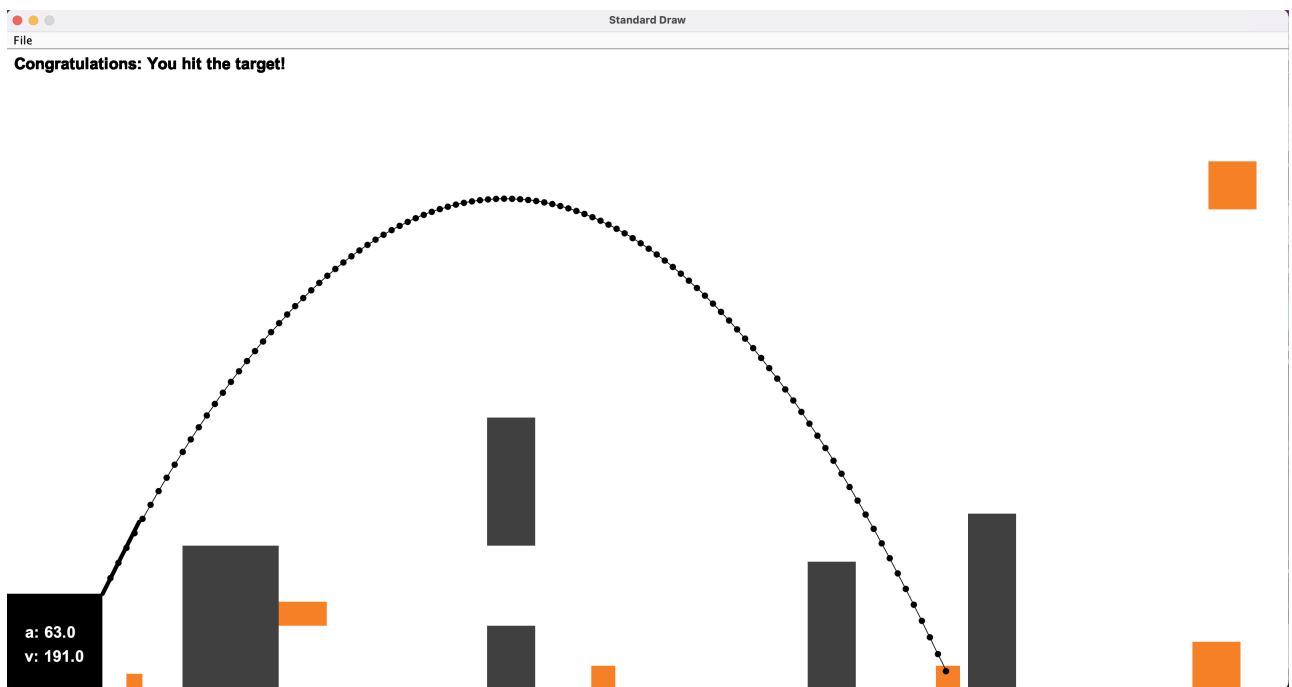 Standard Draw
File
Congratulations: You hit the target!
a: 63.0
v: 191.0